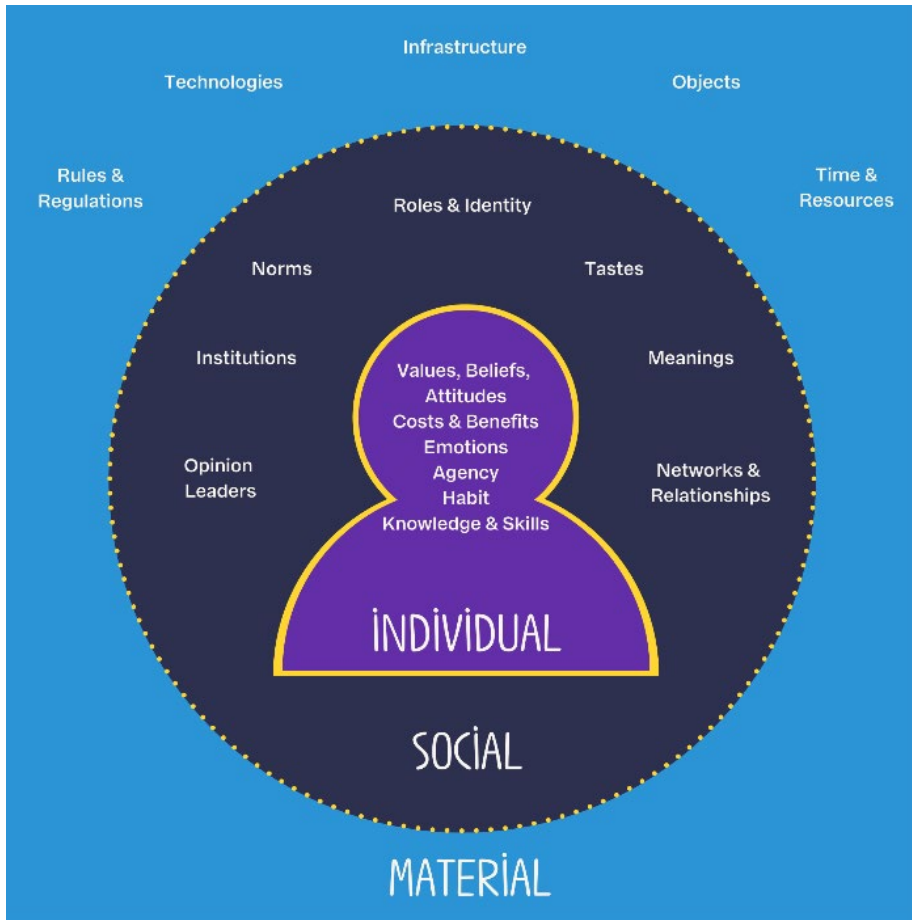 Infrastructure
Technologies
Objects
Rules &
Regulations
Time &
Resources
Roles & Identity
Norms
Tastes
Institutions
Meanings
Values, Beliefs,
Attitudes
Costs & Benefits
Emotions
Agency
Habit
Knowledge & Skills
Opinion
Leaders
Networks &
Relationships
INDIVIDUAL
SOCIAL
MATERIAL